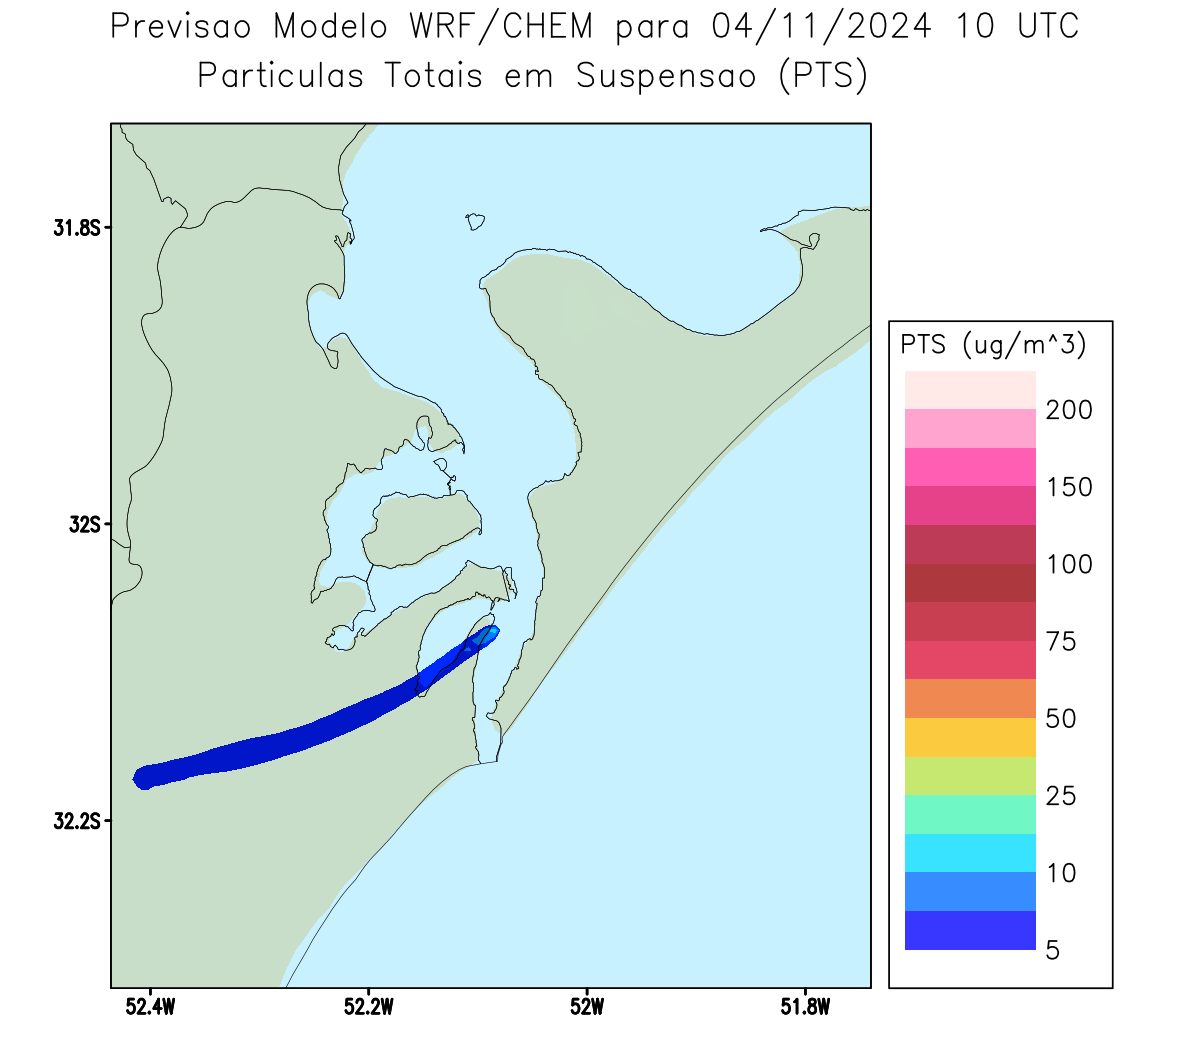 Previsao Modelo WRF/CHEM para 04/11/2024 10 UTC
Particulas Totais em Suspensao (PTS)
31.8S
32S
32.2S
52.4W
52.2W
52W
51.8W
PTS (ug/m^3)
200
150
100
75
50
25
10
5